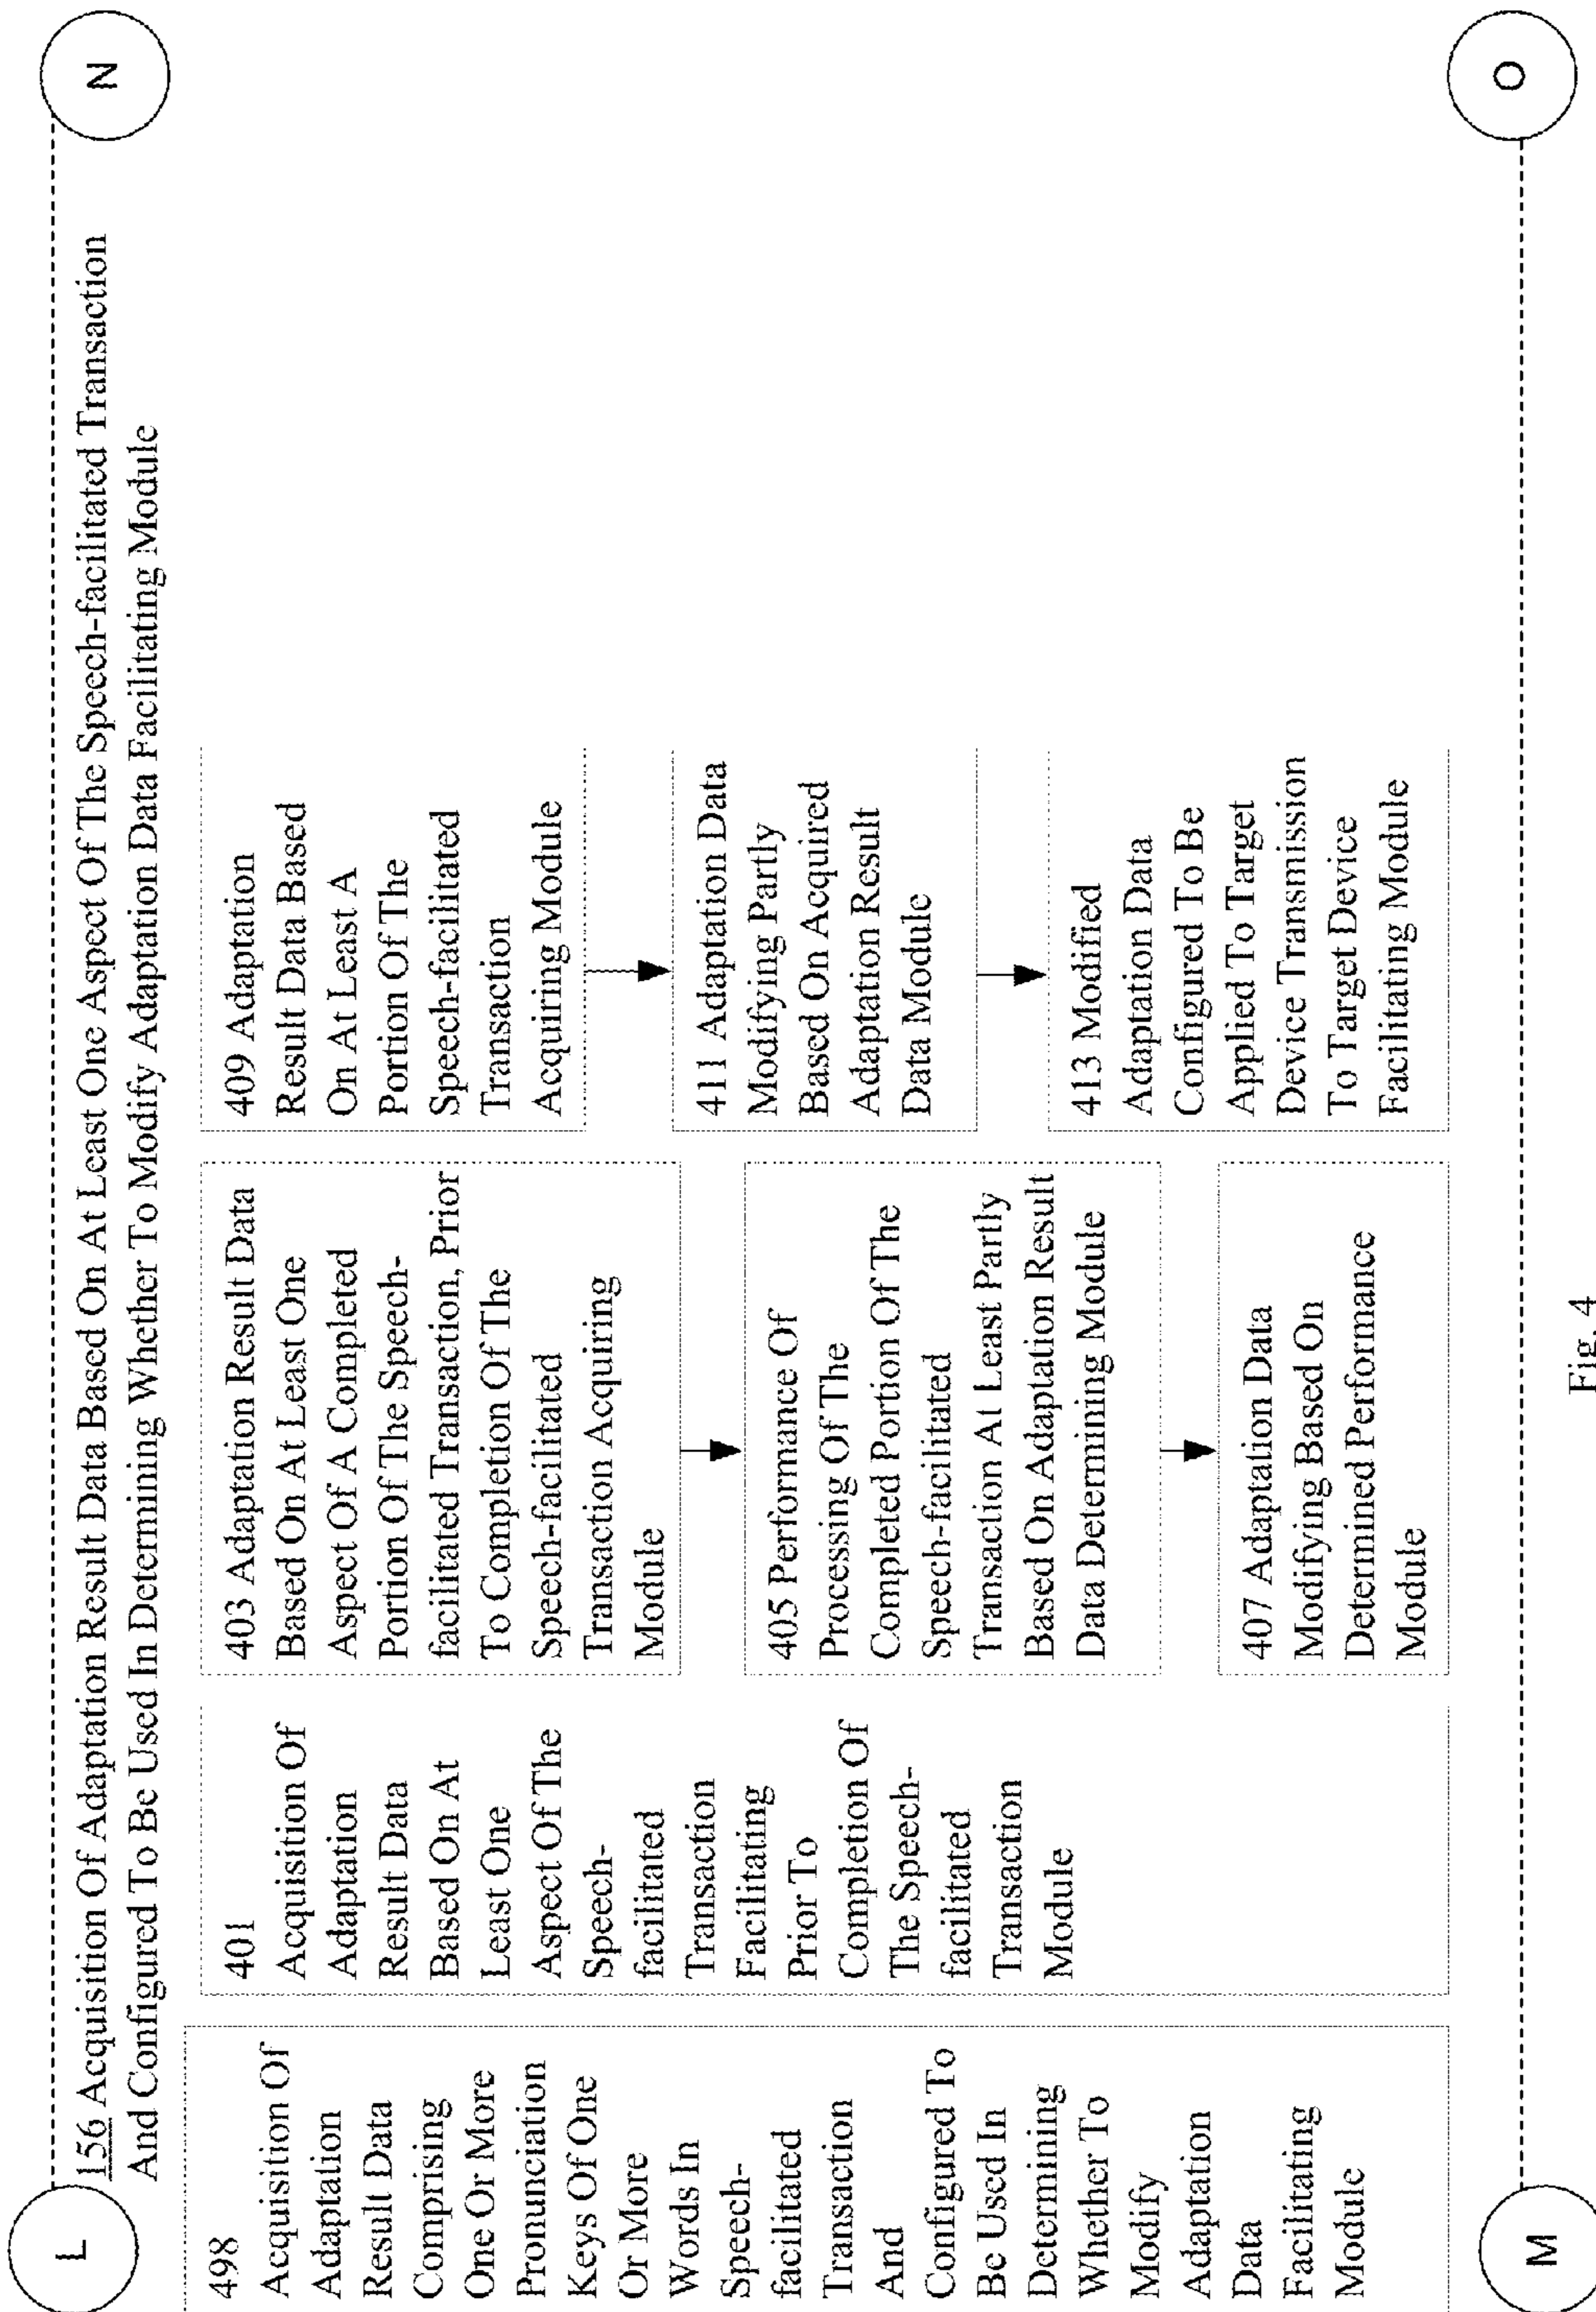 L
N
156 Acquisition Of Adaptation Result Data Based On At Least One Aspect Of The Speech-facilitated Transaction
And Configured To Be Used In Determining Whether To Modify Adaptation Data Facilitating Module
498
Acquisition Of
Adaptation
Result Data
Comprising
One Or More
Pronunciation
Keys Of One
Or More
Words In
Speech-
facilitated
Transaction
And
Configured To
Be Used In
Determining
Whether To
Modify
Adaptation
Data
Facilitating
Module
401
Acquisition Of
Adaptation
Result Data
Based On At
Least One
Aspect Of The
Speech-
facilitated
Transaction
Facilitating
Prior To
Completion Of
The Speech-
facilitated
Transaction
Module
403 Adaptation Result Data
Based On At Least One
Aspect Of A Completed
Portion Of The Speech-
facilitated Transaction, Prior
To Completion Of The
Speech-facilitated
Transaction Acquiring
Module
405 Performance Of
Processing Of The
Completed Portion Of The
Speech-facilitated
Transaction At Least Partly
Based On Adaptation Result
Data Determining Module
407 Adaptation Data
Modifying Based On
Determined Performance
Module
409 Adaptation
Result Data Based
On At Least A
Portion Of The
Speech-facilitated
Transaction
Acquiring Module
411 Adaptation Data
Modifying Partly
Based On Acquired
Adaptation Result
Data Module
413 Modified
Adaptation Data
Configured To Be
Applied To Target
Device Transmission
To Target Device
Facilitating Module
M
O
Fig. 4